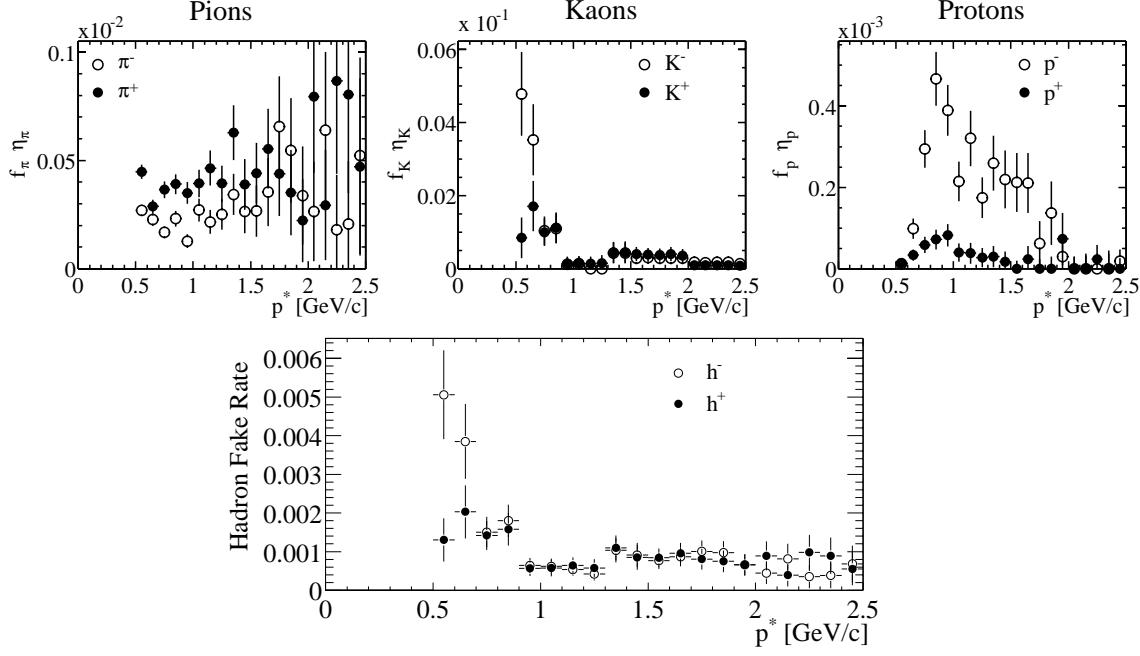 Pions
x10⁻²
0.1
0.05
0
π⁻
π⁺
f_π η_π
0 0.5 1 1.5 2 2.5
p* [GeV/c]
Kaons
x10⁻¹
0.06
0.04
0.02
0
K⁻
K⁺
f_K η_K
0 0.5 1 1.5 2 2.5
p* [GeV/c]
Protons
x10⁻³
0.4
0.2
0
p⁻
p⁺
f_p η_p
0 0.5 1 1.5 2 2.5
p* [GeV/c]
0.006
0.005
0.004
0.003
0.002
0.001
0
h⁻
h⁺
Hadron Fake Rate
0 0.5 1 1.5 2 2.5
p* [GeV/c]